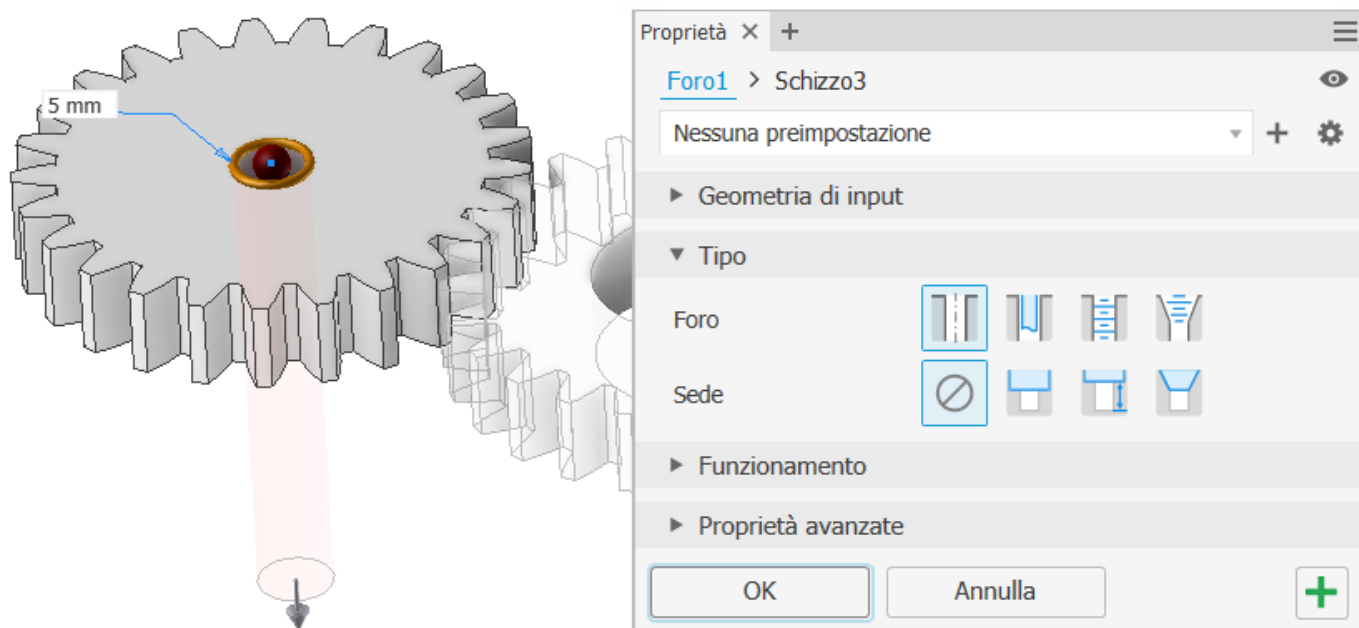 5 mm
Proprietà
Foro1 > Schizzo3
Nessuna preimpostazione
Geometria di input
Tipo
Foro
Sede
Funzionamento
Proprietà avanzate
OK
Annulla